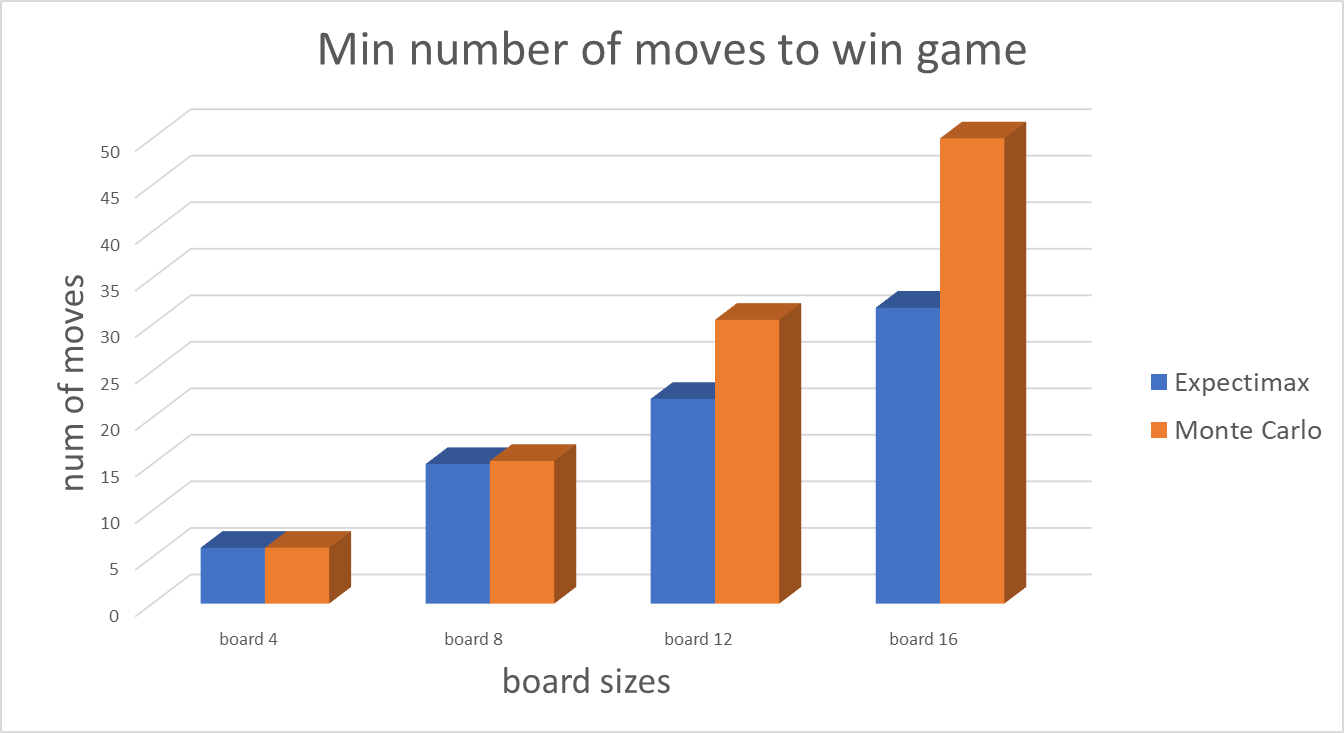 Min number of moves to win game
50
45
40
35
30
25
20
15
10
5
0
num of moves
board 4
board 8
board 12
board 16
board sizes
Expectimax
Monte Carlo